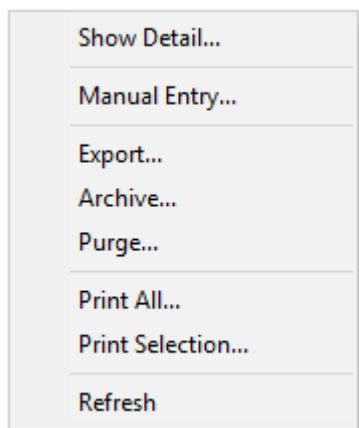 Show Detail...
Manual Entry...
Export...
Archive...
Purge...
Print All...
Print Selection...
Refresh